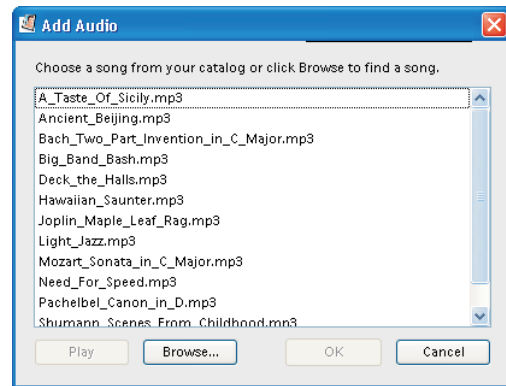 Add Audio
Choose a song from your catalog or click Browse to find a song.
A_Taste_Of_Sicily.mp3
Ancient_Beijing.mp3
Bach_Two_Part_Invention_in_C_Major.mp3
Big_Band_Bash.mp3
Deck_the_Halls.mp3
Hawaiian_Saunter.mp3
Joplin_Maple_Leaf_Rag.mp3
Light_Jazz.mp3
Mozart_Sonata_in_C_Major.mp3
Need_For_Speed.mp3
Pachelbel_Canon_in_D.mp3
Shumann_Scenes_From_Childhood.mp3
Play Browse... OK Cancel